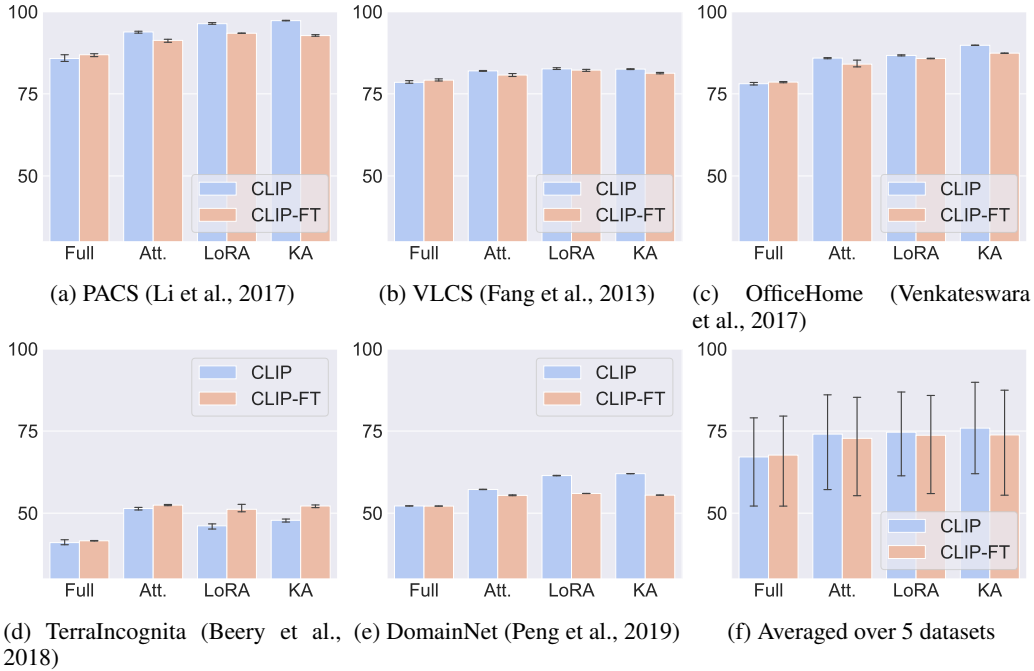 100
75
50
CLIP
CLIP-FT
Full Att. LoRA KA
(a) PACS (Li et al., 2017)
100
75
50
CLIP
CLIP-FT
Full Att. LoRA KA
(b) VLCS (Fang et al., 2013)
100
75
50
CLIP
CLIP-FT
Full Att. LoRA KA
(c) OfficeHome (Venkateswara
et al., 2017)
100
75
50
CLIP
CLIP-FT
Full Att. LoRA KA
(d) TerraIncognita (Beery et al.,
2018)
100
75
50
CLIP
CLIP-FT
Full Att. LoRA KA
(e) DomainNet (Peng et al., 2019)
100
75
50
CLIP
CLIP-FT
Full Att. LoRA KA
(f) Averaged over 5 datasets